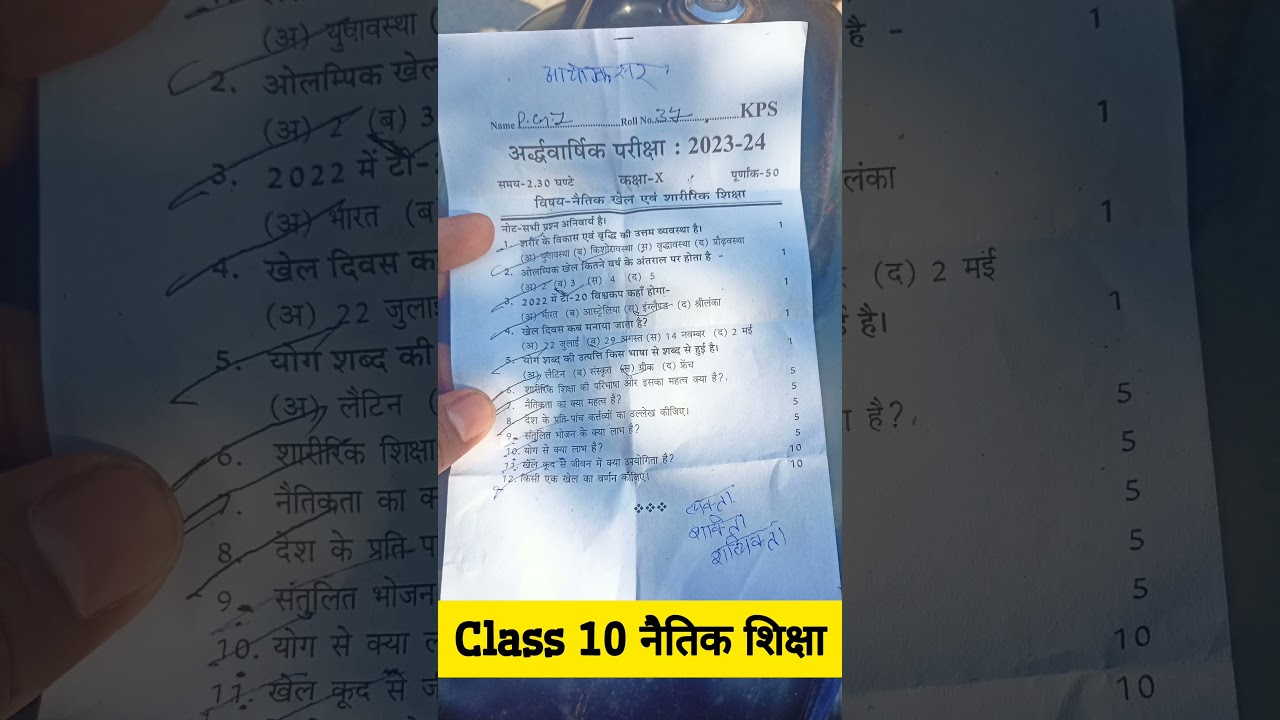 Name P.C.Y Roll No. 37 KPS
अर्द्धवार्षिक परीक्षा : 2023-24
समय-2.30 घण्टे कक्षा-X पूर्णांक-50
विषय-नैतिक खेल एवं शारीरिक शिक्षा
नोट-सभी प्रश्न अनिवार्य है।
1. शरीर के विकास एवं वृद्धि की उत्तम व्यवस्था है। 1
(अ) युवावस्था (ब) किशोरावस्था (अ) वृद्धावस्था (द) प्रौढ़वस्था
2. ओलम्पिक खेल कितने वर्ष के अंतराल पर होता है - 1
(अ) 2 (ब) 3 (स) 4 (द) 5
3. 2022 में टी-20 विश्वकप कहाँ होगा- 1
(अ) भारत (ब) आस्ट्रेलिया (स) इंग्लैण्ड (द) श्रीलंका
4. खेल दिवस कब मनाया जाता है? 1
(अ) 22 जुलाई (ब) 29 अगस्त (स) 14 नवम्बर (द) 2 मई
5. योग शब्द की उत्पत्ति किस भाषा से शब्द से हुई है। 1
(अ) लैटिन (ब) संस्कृत (स) ग्रीक (द) फ्रेंच
6. शारीरिक शिक्षा की परिभाषा और इसका महत्व क्या है? 5
7. नैतिकता का क्या महत्व है? 5
8. देश के प्रति पांच कर्त्तव्यों का उल्लेख कीजिए। 5
9. संतुलित भोजन के क्या लाभ है? 5
10. योग से क्या लाभ है? 5
11. खेल कूद से जीवन में क्या उपयोगिता है? 10
12. किसी एक खेल का वर्णन कीजिए। 10
Class 10 नैतिक शिक्षा